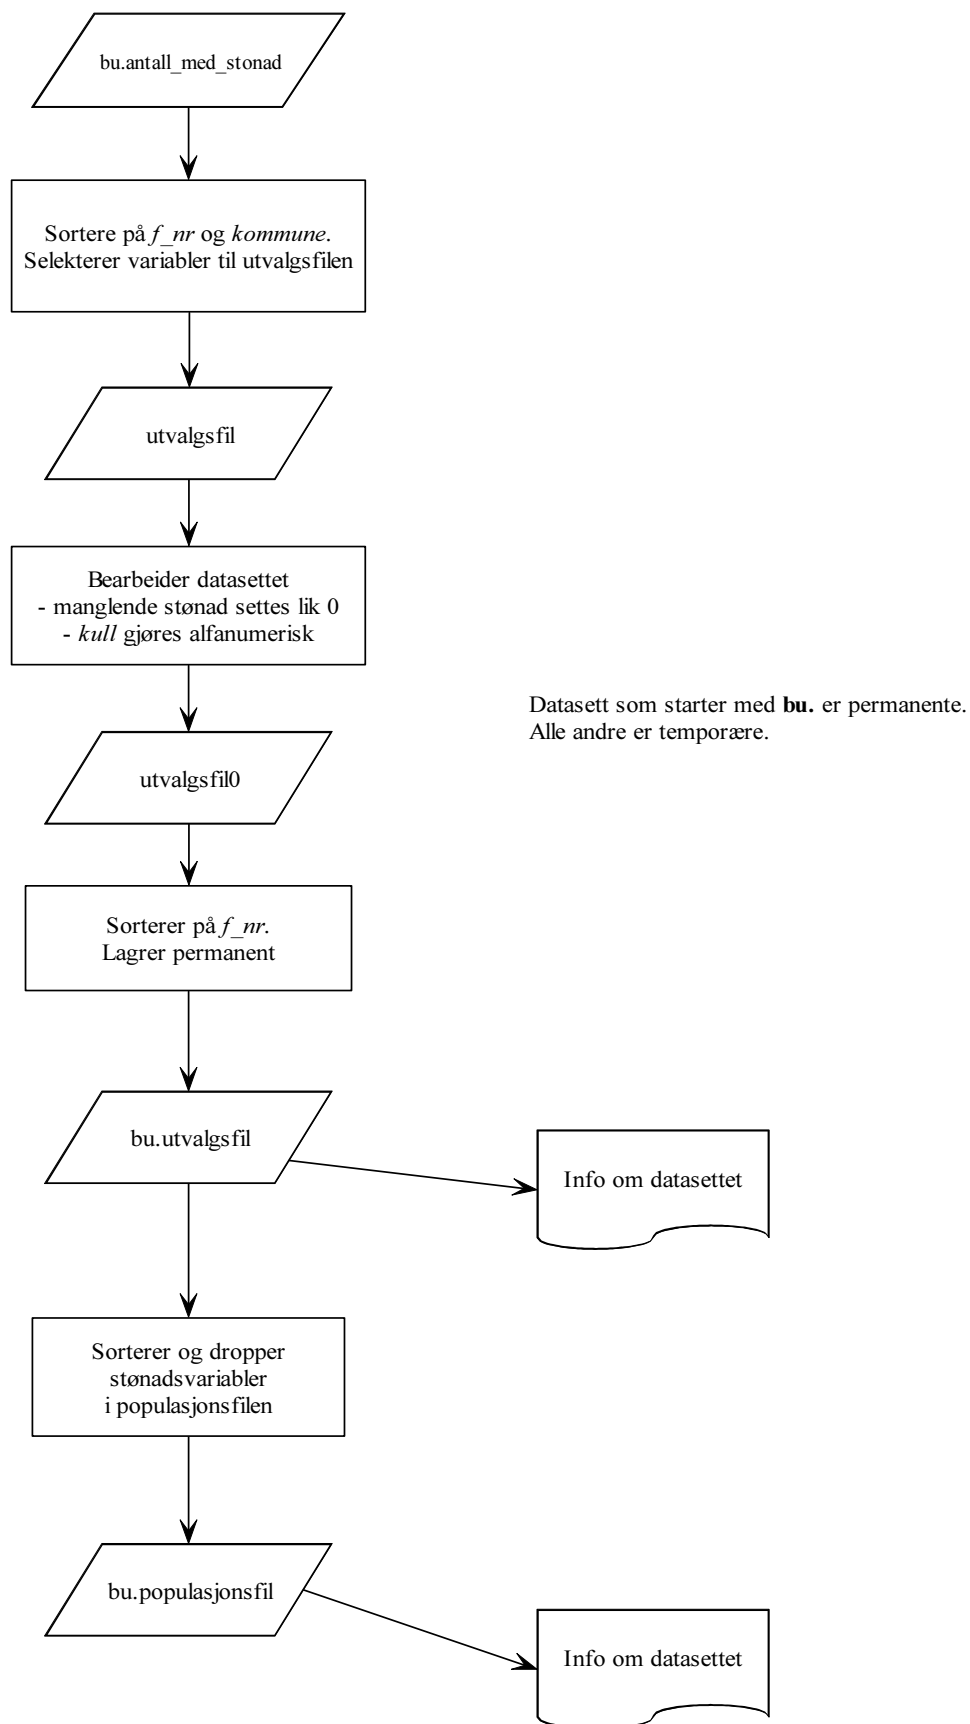 bu.antall_med_stonad
Sortere på f_nr og kommune.
Selekterer variabler til utvalgsfilen
utvalgsfil
Bearbeider datasettet
- manglende stønad settes lik 0
- kull gjøres alfanumerisk
Datasett som starter med bu. er permanente.
Alle andre er temporære.
utvalgsfil0
Sorterer på f_nr.
Lagrer permanent
bu.utvalgsfil
Info om datasettet
Sorterer og dropper
stønadsvariabler
i populasjonsfilen
bu.populasjonsfil
Info om datasettet